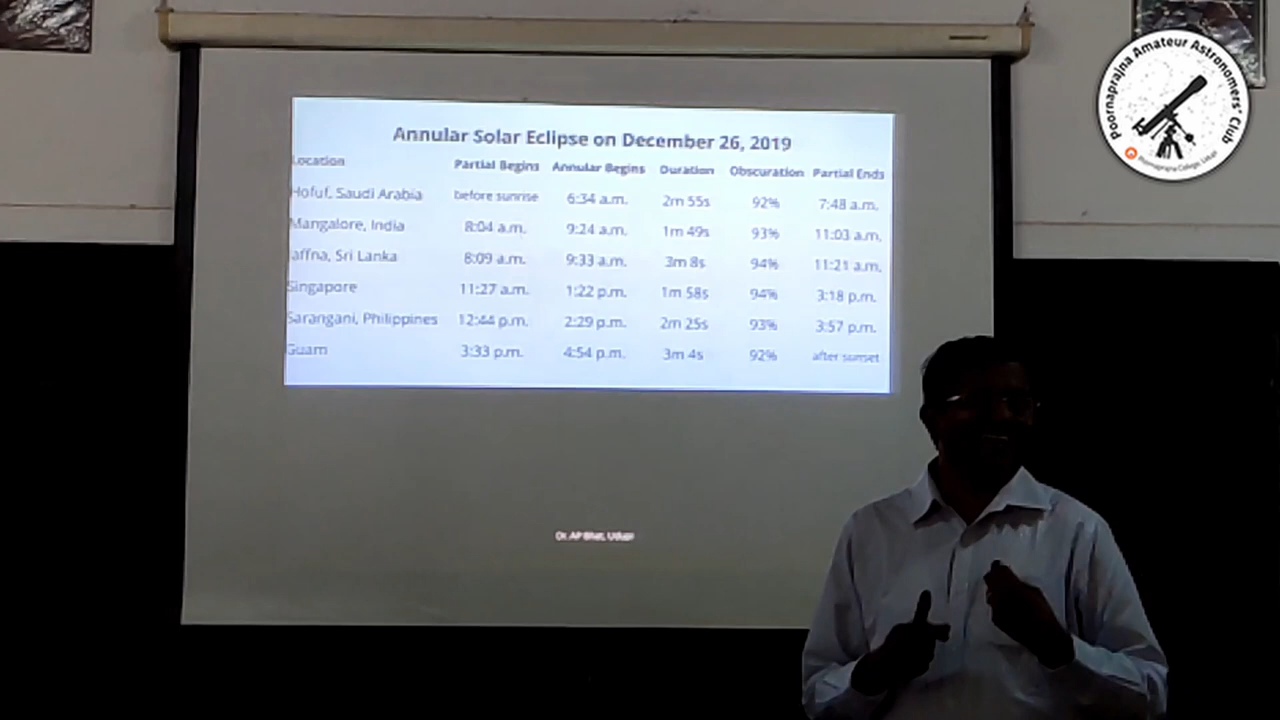 Annular Solar Eclipse on December 26, 2019
Location Partial Begins Annular Begins Duration Obscuration Partial Ends
Hofuf, Saudi Arabia before sunrise 6:34 a.m. 2m 55s 92% 7:48 a.m.
Mangalore, India 8:04 a.m. 9:24 a.m. 1m 49s 93% 11:03 a.m.
affna, Sri Lanka 8:09 a.m. 9:33 a.m. 3m 8s 94% 11:21 a.m.
Singapore 11:27 a.m. 1:22 p.m. 1m 58s 94% 3:18 p.m.
Sarangani, Philippines 12:44 p.m. 2:29 p.m. 2m 25s 93% 3:57 p.m.
Guam 3:33 p.m. 4:54 p.m. 3m 4s 92% after sunset
Dr. AP Bhat, Udupi
Poornaprajna Amateur Astronomers' Club
Poornaprajna College, Udupi